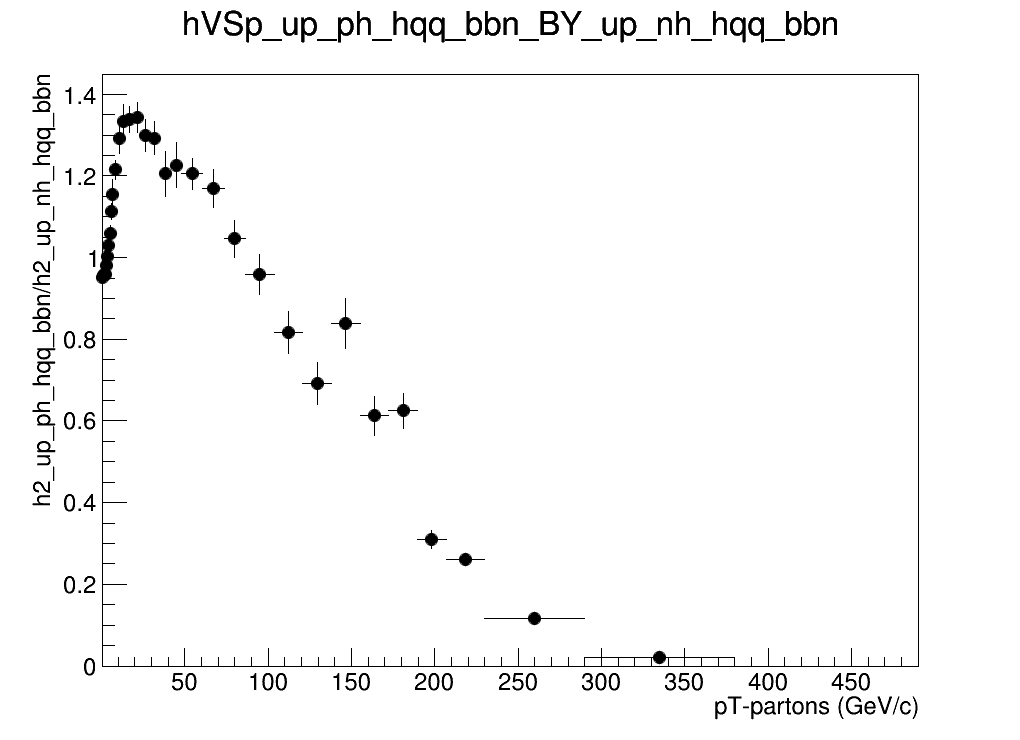 hVSp_up_ph_hqq_bbn_BY_up_nh_hqq_bbn
h2_up_ph_hqq_bbn/h2_up_nh_hqq_bbn
1.4
1.2
1
0.8
0.6
0.4
0.2
0
50 100 150 200 250 300 350 400 450
pT-partons (GeV/c)